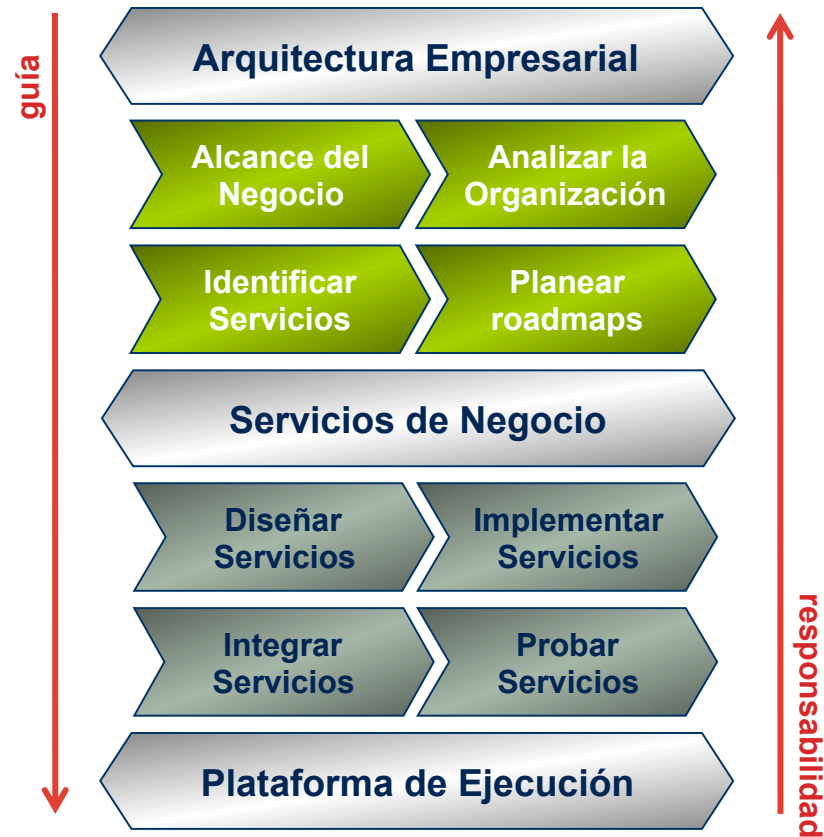 guía
Arquitectura Empresarial
Alcance del
Negocio
Analizar la
Organización
Identificar
Servicios
Planear
roadmaps
Servicios de Negocio
Diseñar
Servicios
Implementar
Servicios
Integrar
Servicios
Probar
Servicios
Plataforma de Ejecución
responsabilidad